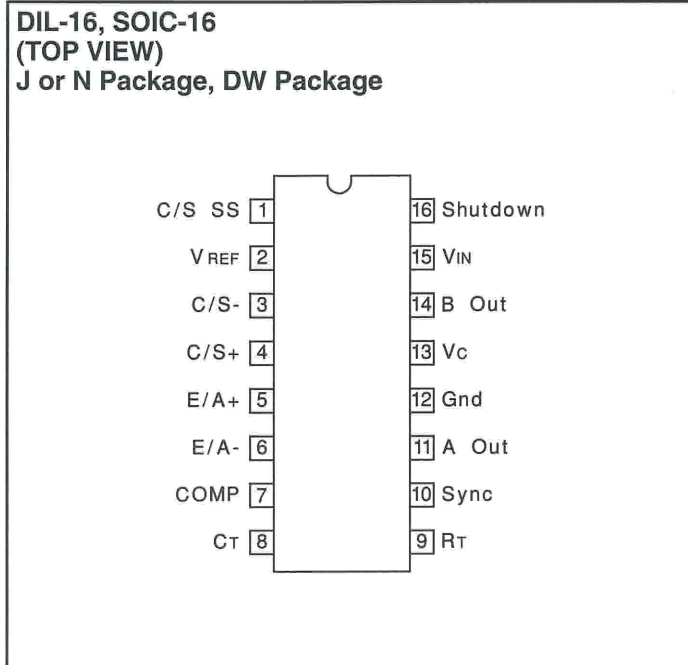 DIL-16, SOIC-16
(TOP VIEW)
J or N Package, DW Package
C/S SS 1 16 Shutdown
VREF 2 15 VIN
C/S- 3 14 B Out
C/S+ 4 13 VC
E/A+ 5 12 Gnd
E/A- 6 11 A Out
COMP 7 10 Sync
CT 8 9 RT